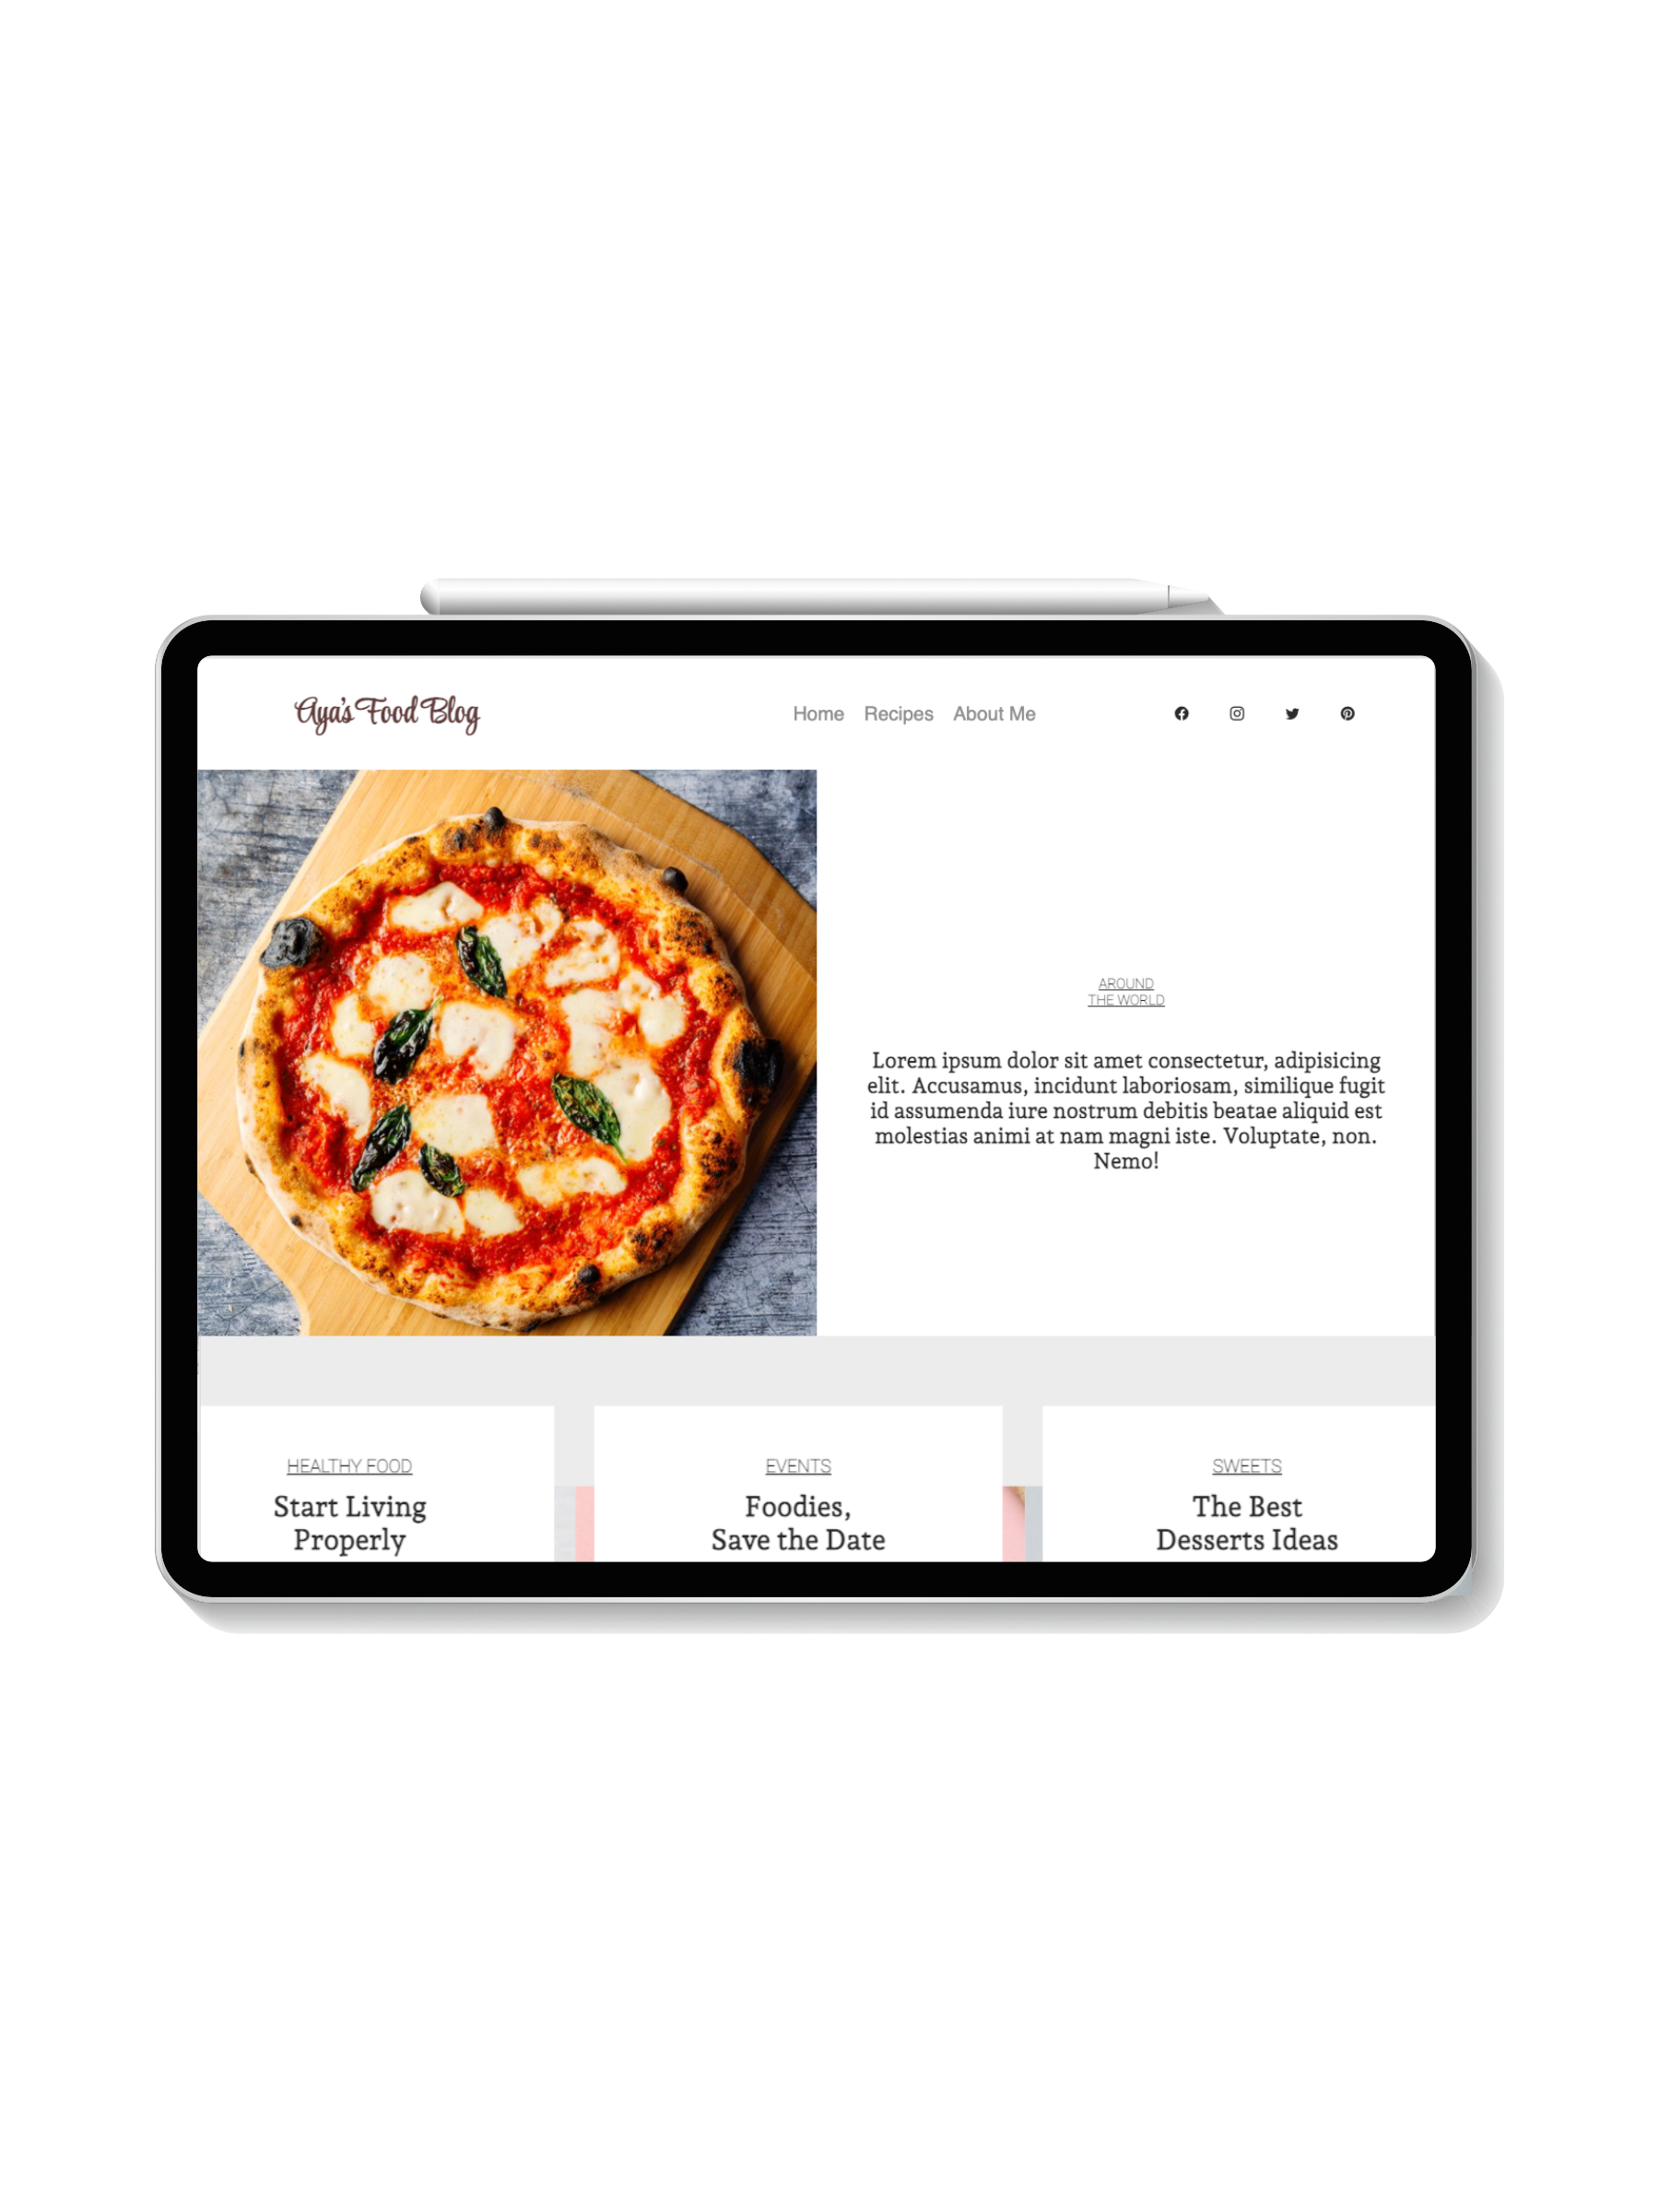 Aya's Food Blog
Home Recipes About Me
AROUND
THE WORLD
Lorem ipsum dolor sit amet consectetur, adipisicing
elit. Accusamus, incidunt laboriosam, similique fugit
id assumenda iure nostrum debitis beatae aliquid est
molestias animi at nam magni iste. Voluptate, non.
Nemo!
HEALTHY FOOD
Start Living
Properly
EVENTS
Foodies,
Save the Date
SWEETS
The Best
Desserts Ideas